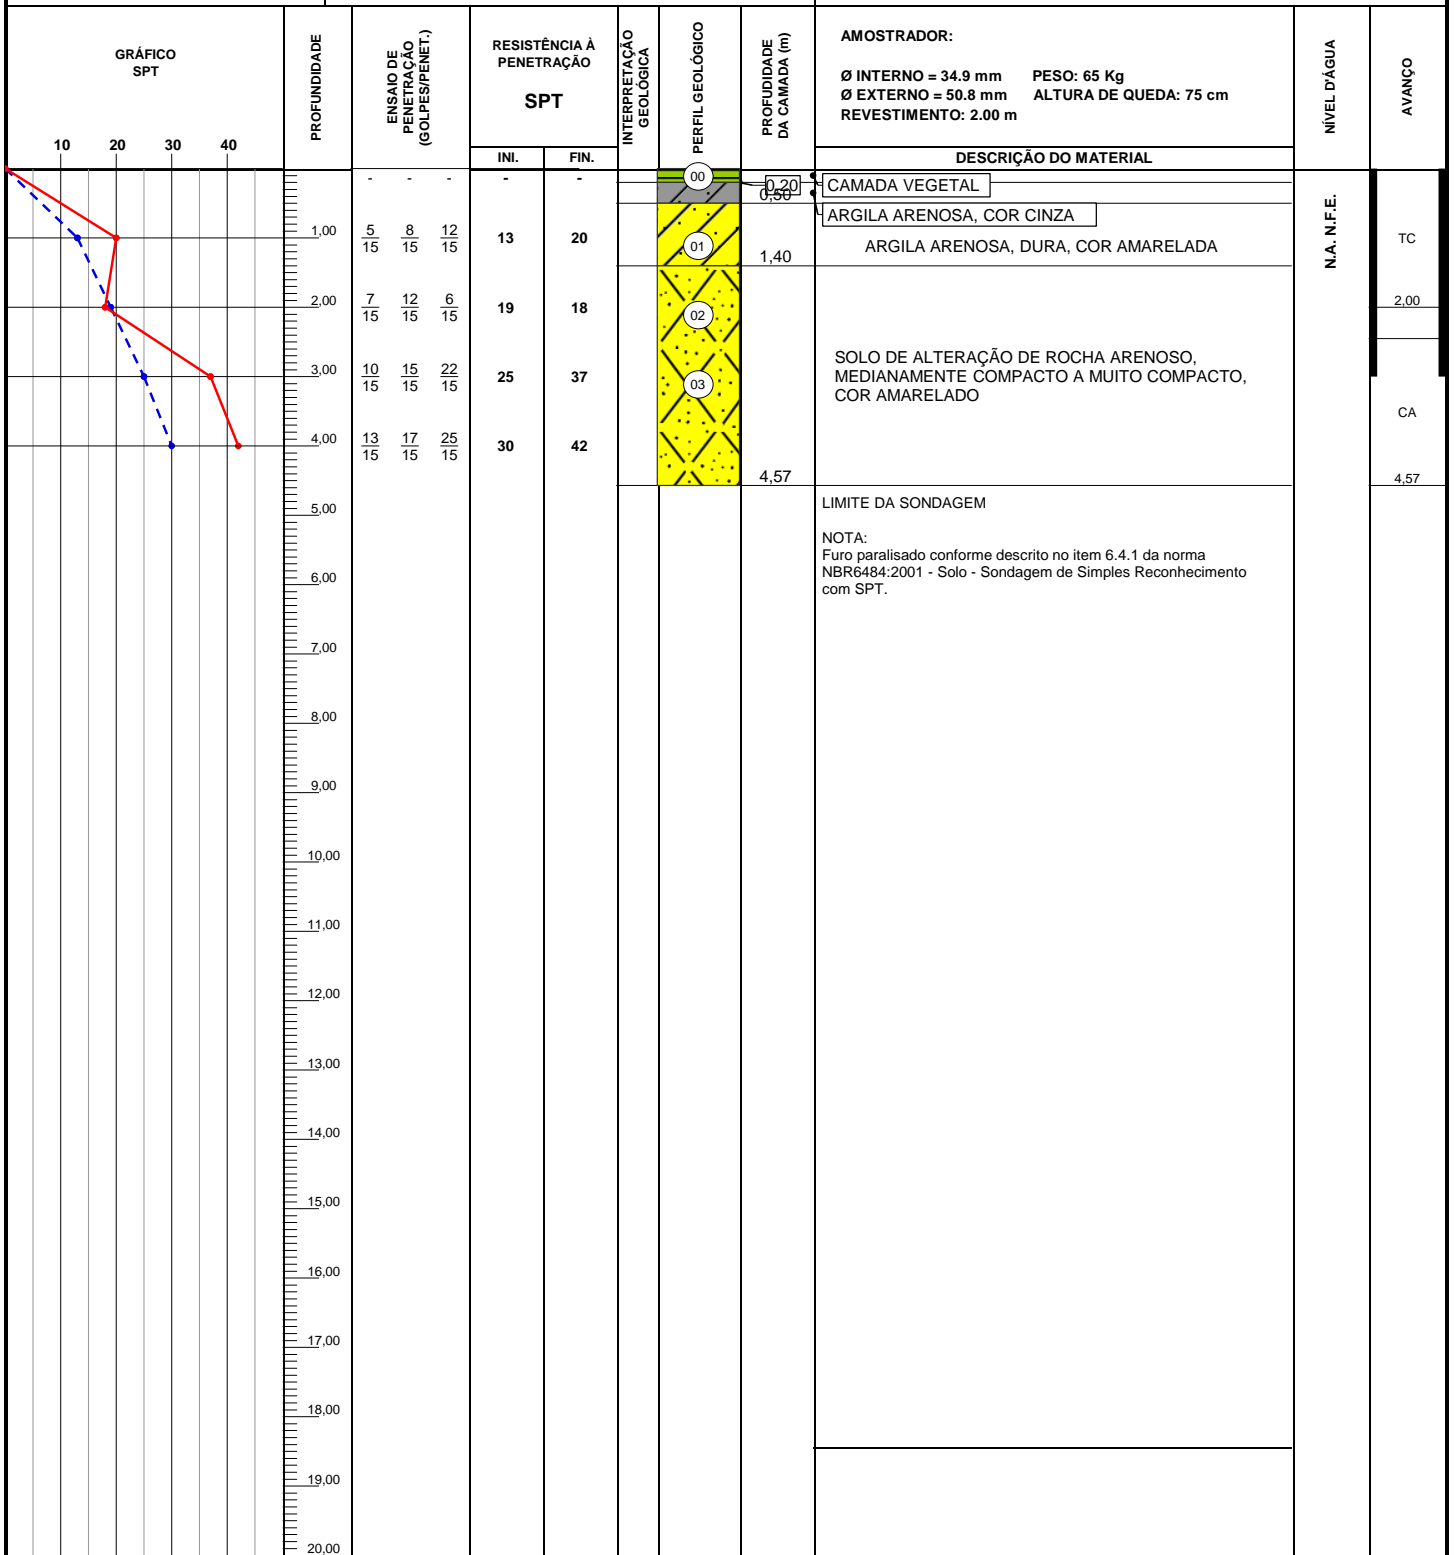 GRÁFICO
SPT
10 20 30 40
PROFUNDIDADE
ENSAIO DE
PENETRAÇÃO
(GOLPES/PENET.)
RESISTÊNCIA À
PENETRAÇÃO
SPT
INI. FIN.
INTERPRETAÇÃO
GEOLÓGICA
PERFIL GEOLÓGICO
PROFUDIDADE
DA CAMADA (m)
AMOSTRADOR:
Ø INTERNO = 34.9 mm PESO: 65 Kg
Ø EXTERNO = 50.8 mm ALTURA DE QUEDA: 75 cm
REVESTIMENTO: 2.00 m
DESCRIÇÃO DO MATERIAL
NÍVEL D'ÁGUA
AVANÇO
- - - - -
00
0,20
CAMADA VEGETAL
0,50
ARGILA ARENOSA, COR CINZA
N.A. N.F.E.
1,00
5/15 8/15 12/15
13 20
01
ARGILA ARENOSA, DURA, COR AMARELADA
1,40
TC
2,00
7/15 12/15 6/15
19 18
02
2,00
3,00
10/15 15/15 22/15
25 37
03
SOLO DE ALTERAÇÃO DE ROCHA ARENOSO,
MEDIANAMENTE COMPACTO A MUITO COMPACTO,
COR AMARELADO
CA
4,00
13/15 17/15 25/15
30 42
4,57
4,57
LIMITE DA SONDAGEM
NOTA:
Furo paralisado conforme descrito no item 6.4.1 da norma
NBR6484:2001 - Solo - Sondagem de Simples Reconhecimento
com SPT.
5,00
6,00
7,00
8,00
9,00
10,00
11,00
12,00
13,00
14,00
15,00
16,00
17,00
18,00
19,00
20,00